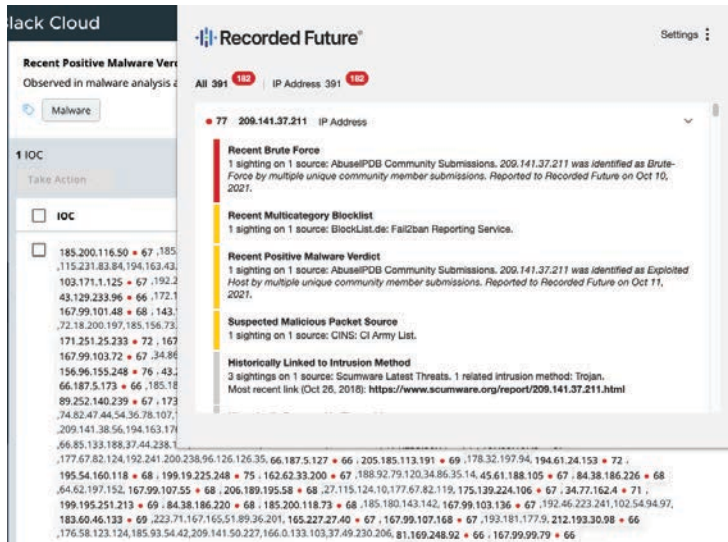 lack Cloud
Recent Positive Malware Verd
Observed in malware analysis a
Malware
1 IOC
Take Action
IOC
185.200.116.50 • 67 ,185.
,115.231.83.84,194.163.43.
103.171.1.125 • 67 ,192.2
43.129.233.96 • 66 ,172.1
167.99.101.48 • 68 , 143.
,72.18.200.197,185.156.73.
171.251.25.233 • 72 , 167
167.99.103.72 • 67 ,34.86
156.96.155.248 • 76 , 43.2
66.187.5.173 • 66 ,185.18
89.252.140.239 • 67 , 173
,74.82.47.44,54.36.78.107,1
,209.141.38.56,194.163.176
,66.85.133.188,37.44.238.1
,177.67.82.124,192.241.200.238,96.126.126.35, 66.187.5.127 • 66 , 205.185.113.191 • 69 ,178.32.197.94, 194.61.24.153 • 72 ,
195.54.160.118 • 68 , 199.19.225.248 • 75 , 162.62.33.200 • 67 ,188.92.79.120,34.86.35.14, 45.61.188.105 • 67 , 84.38.186.226 • 68
,64.62.197.152, 167.99.107.55 • 68 , 206.189.195.58 • 68 ,27.115.124.10,177.67.82.119, 175.139.224.106 • 67 , 34.77.162.4 • 71 ,
199.195.251.213 • 69 , 84.38.186.220 • 68 , 185.200.118.73 • 68 ,185.180.143.142, 167.99.103.136 • 67 ,192.46.223.241,102.54.94.97,
183.60.46.133 • 69 ,223.71.167.165,51.89.36.201, 165.227.27.40 • 67 , 167.99.107.168 • 67 ,193.181.177.9, 212.193.30.98 • 66
,176.58.123.124,185.93.54.42,209.141.50.227,166.0.133.103,37.49.230.206, 81.169.248.92 • 66 , 167.99.99.79 • 66
Recorded Future®
Settings
All 391 182 | IP Address 391 182
• 77 209.141.37.211 IP Address
Recent Brute Force
1 sighting on 1 source: AbuseIPDB Community Submissions. 209.141.37.211 was identified as Brute-
Force by multiple unique community member submissions. Reported to Recorded Future on Oct 10,
2021.
Recent Multicategory Blocklist
1 sighting on 1 source: BlockList.de: Fail2ban Reporting Service.
Recent Positive Malware Verdict
1 sighting on 1 source: AbuseIPDB Community Submissions. 209.141.37.211 was identified as Exploited
Host by multiple unique community member submissions. Reported to Recorded Future on Oct 11,
2021.
Suspected Malicious Packet Source
1 sighting on 1 source: CINS: CI Army List.
Historically Linked to Intrusion Method
3 sightings on 1 source: Scumware Latest Threats. 1 related intrusion method: Trojan.
Most recent link (Oct 26, 2018): https://www.scumware.org/report/209.141.37.211.html